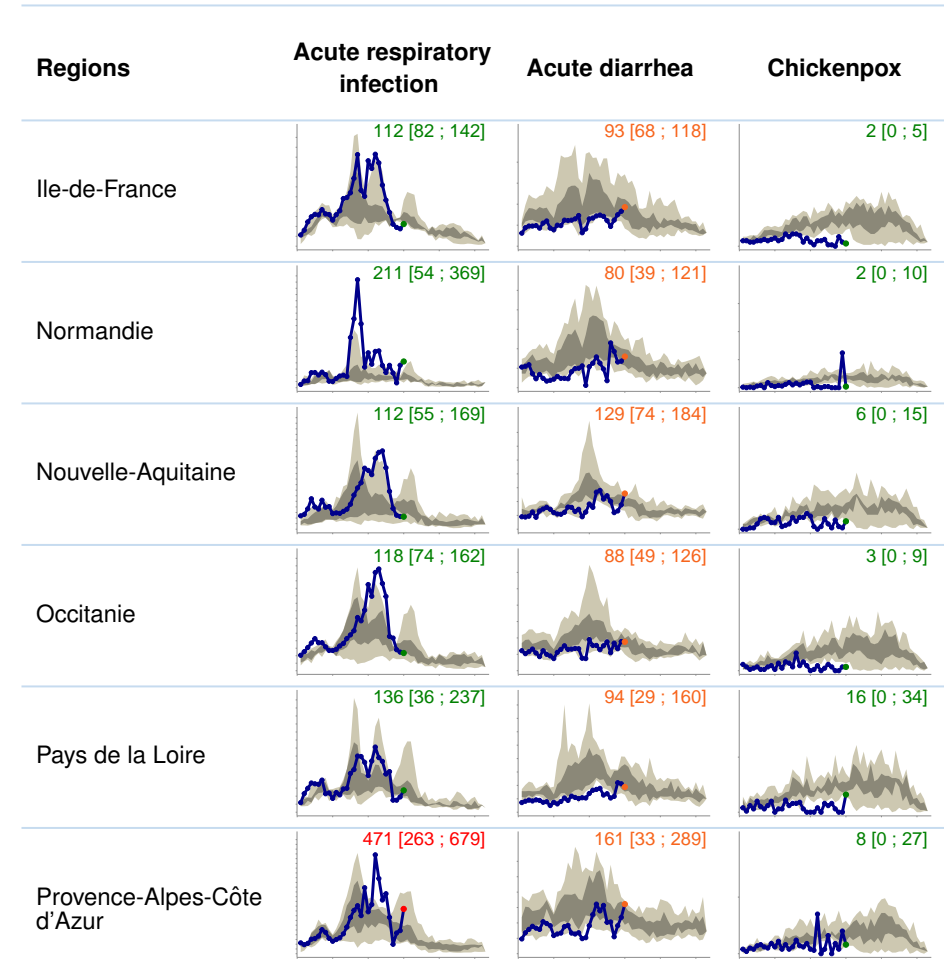 Regions
Acute respiratory
infection
Acute diarrhea
Chickenpox
Ile-de-France
112 [82 ; 142]
93 [68 ; 118]
2 [0 ; 5]
Normandie
211 [54 ; 369]
80 [39 ; 121]
2 [0 ; 10]
Nouvelle-Aquitaine
112 [55 ; 169]
129 [74 ; 184]
6 [0 ; 15]
Occitanie
118 [74 ; 162]
88 [49 ; 126]
3 [0 ; 9]
Pays de la Loire
136 [36 ; 237]
94 [29 ; 160]
16 [0 ; 34]
Provence-Alpes-Côte
d'Azur
471 [263 ; 679]
161 [33 ; 289]
8 [0 ; 27]